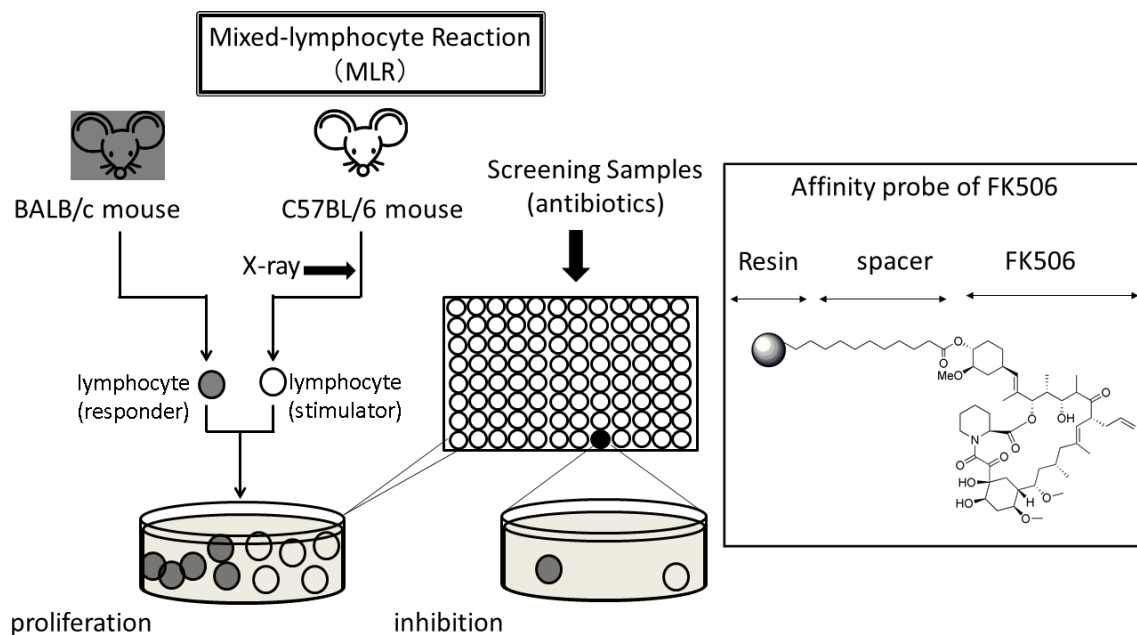 Mixed-lymphocyte Reaction
(MLR)
BALB/c mouse
C57BL/6 mouse
X-ray
lymphocyte
(responder)
lymphocyte
(stimulator)
proliferation
Screening Samples
(antibiotics)
inhibition
Affinity probe of FK506
Resin
spacer
FK506
O
O
MeO
O
O
OH
N
O
O
O
O
HO
HO
H
O
O